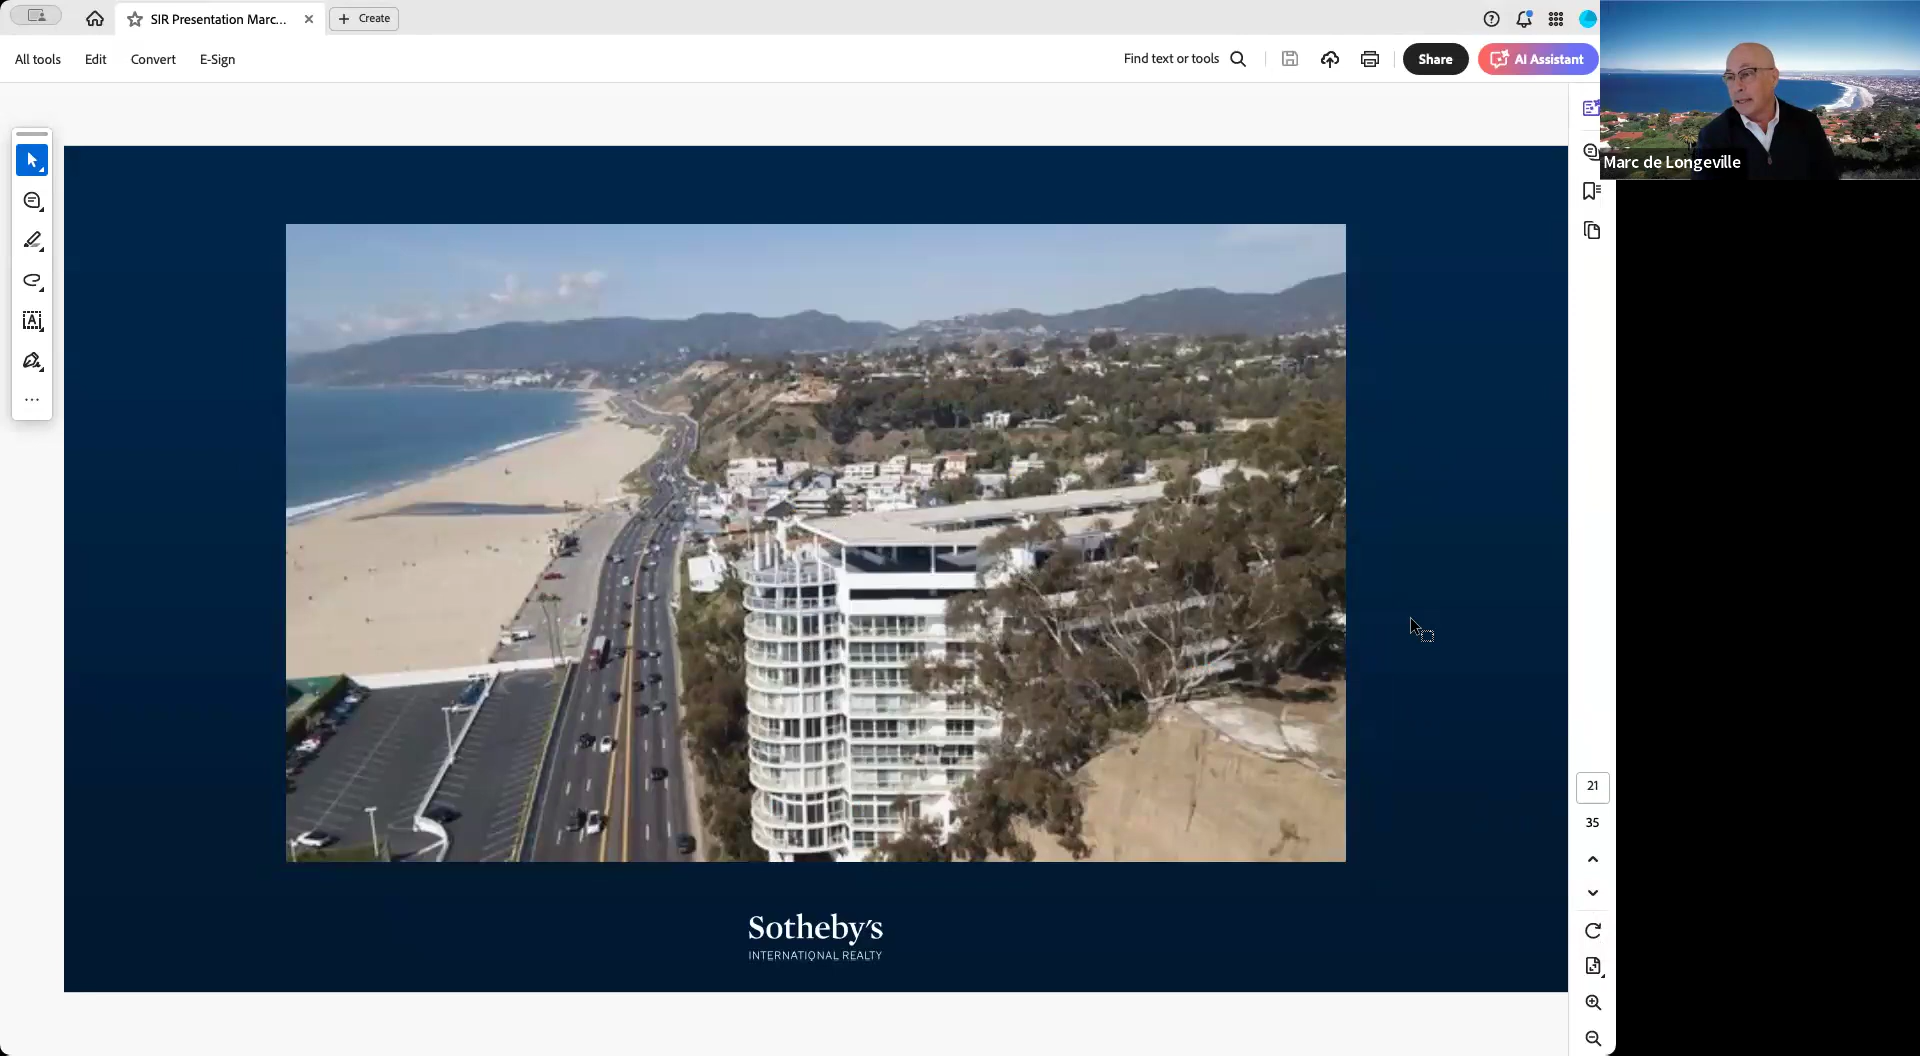 SIR Presentation Marc...
Create
All tools
Edit
Convert
E-Sign
Find text or tools
Share
AI Assistant
Marc de Longeville
21
35
Sotheby's
INTERNATIONAL REALTY